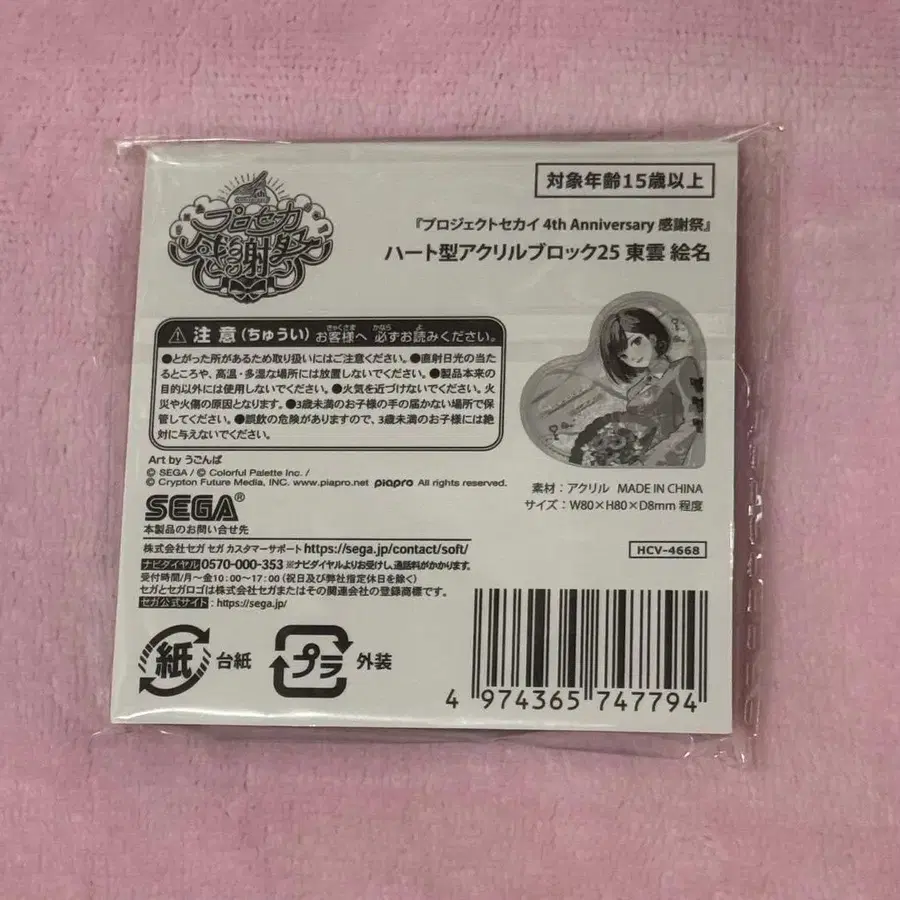 プロセカ
感謝祭
対象年齢15歳以上
『プロジェクトセカイ 4th Anniversary 感謝祭』
ハート型アクリルブロック25 東雲 絵名
注意(ちゅうい) お客様へ 必ずお読みください。
きゃくさま かなら よ
●とがった所があるため取り扱いにはご注意ください。●直射日光の当た
るところや、高温・多湿な場所には放置しないでください。●製品本来の
目的以外には使用しないでください。●火気を近づけないでください。火
災や火傷の原因となります。●3歳未満のお子様の手の届かない場所で保
管してください。●誤飲の危険がありますので、3歳未満のお子様には絶
対に与えないでください。
Art by うごんば
© SEGA / © Colorful Palette Inc. /
© Crypton Future Media, INC. www.piapro.net piapro All rights reserved.
素材：アクリル MADE IN CHINA
サイズ：W80×H80×D8mm 程度
SEGA®
本製品のお問い合せ先
株式会社セガ セガ カスタマーサポート https://sega.jp/contact/soft/
ナビダイヤル 0570-000-353 ※ナビダイヤルよりお受けし、通話料がかかります。
受付時間/月～金10:00～17:00(祝日及び弊社指定休日を除く)
セガとセガロゴは株式会社セガまたはその関連会社の登録商標です。
セガ公式サイト：https://sega.jp/
HCV-4668
紙 台紙
プラ 外装
4 974365 747794